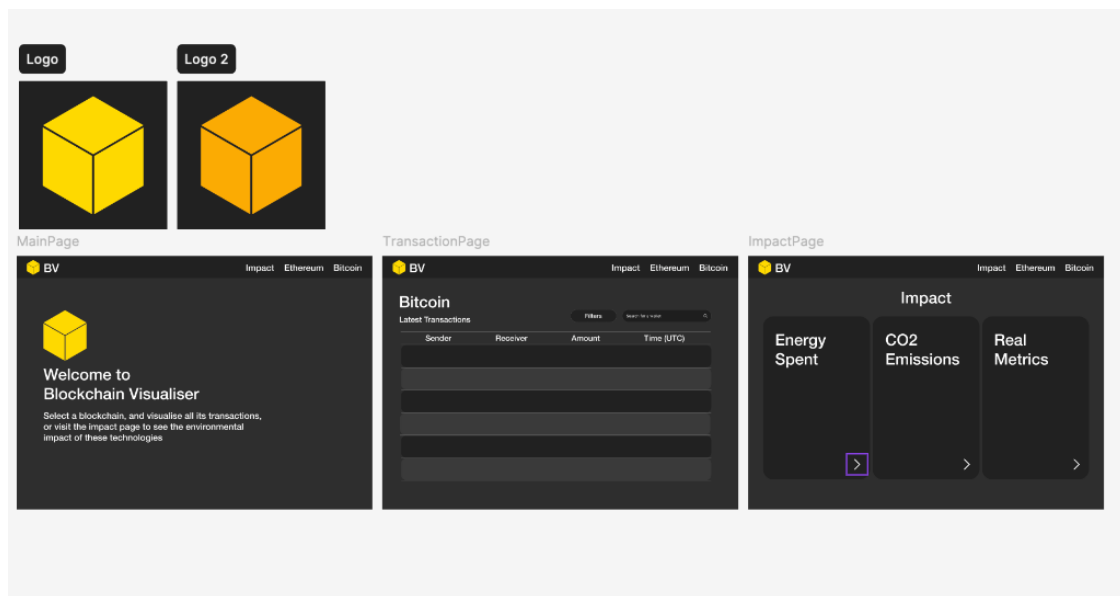 Logo
Logo 2
MainPage
BV
Impact Ethereum Bitcoin
Welcome to
Blockchain Visualiser
Select a blockchain, and visualise all its transactions,
or visit the impact page to see the environmental
impact of these technologies
TransactionPage
BV
Impact Ethereum Bitcoin
Bitcoin
Latest Transactions
Filters
Search for a wallet
Sender Receiver Amount Time (UTC)
ImpactPage
BV
Impact Ethereum Bitcoin
Impact
Energy
Spent
CO2
Emissions
Real
Metrics